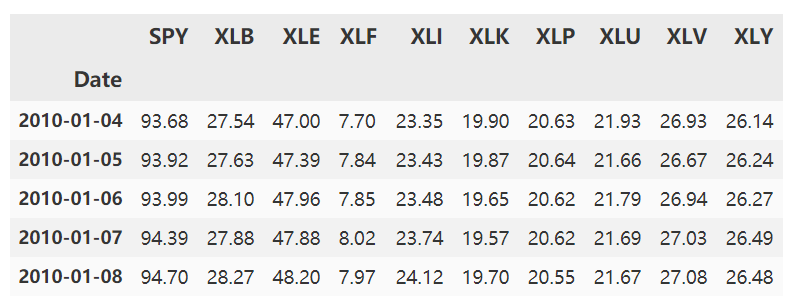 SPY XLB XLE XLF XLI XLK XLP XLU XLV XLY
Date
2010-01-04 93.68 27.54 47.00 7.70 23.35 19.90 20.63 21.93 26.93 26.14
2010-01-05 93.92 27.63 47.39 7.84 23.43 19.87 20.64 21.66 26.67 26.24
2010-01-06 93.99 28.10 47.96 7.85 23.48 19.65 20.62 21.79 26.94 26.27
2010-01-07 94.39 27.88 47.88 8.02 23.74 19.57 20.62 21.69 27.03 26.49
2010-01-08 94.70 28.27 48.20 7.97 24.12 19.70 20.55 21.67 27.08 26.48